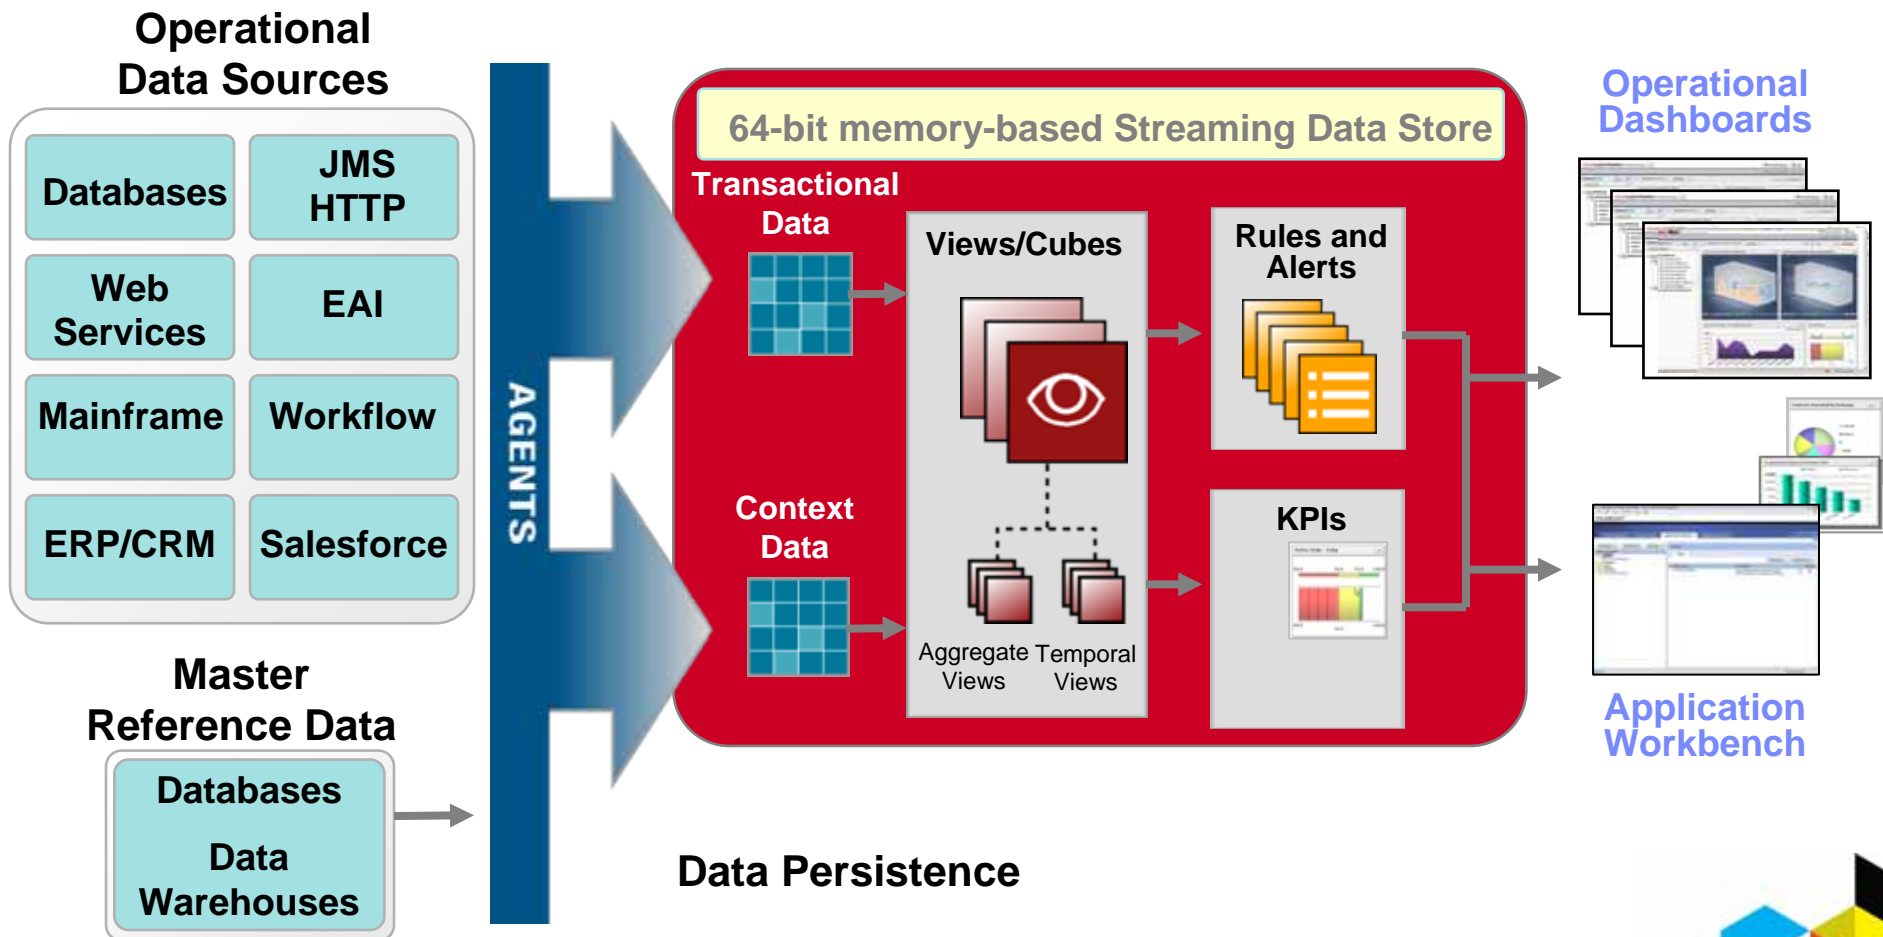 Operational
Data Sources
Databases
JMS
HTTP
Web
Services
EAI
Mainframe
Workflow
ERP/CRM
Salesforce
Master
Reference Data
Databases
Data
Warehouses
AGENTS
64-bit memory-based Streaming Data Store
Transactional
Data
Context
Data
Views/Cubes
Aggregate
Views
Temporal
Views
Rules and
Alerts
KPIs
Data Persistence
Operational
Dashboards
Application
Workbench